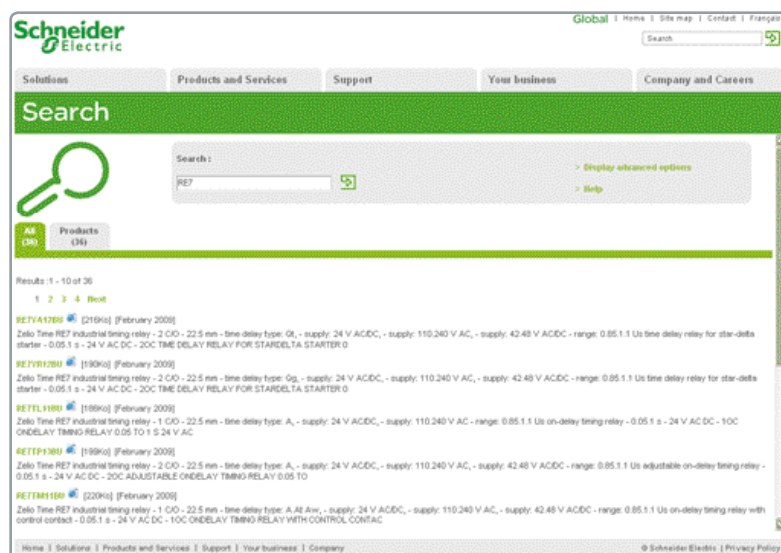 Schneider Electric
Global | Home | Site map | Contact | Français
Search
Solutions Products and Services Support Your business Company and Careers
Search
Search :
RE7
> Display advanced options
> Help
All (36) Products (36)
Results :1 - 10 of 36
1 2 3 4 Next
[216Ko] [February 2009]
Zelio Time RE7 industrial timing relay - 2 C/O - 22.5 mm - time delay type: Qt, - supply: 24 V AC/DC, - supply: 110.240 V AC, - supply: 42.48 V AC/DC - range: 0.85.1.1 Us time delay relay for star-delta
starter - 0.05.1 s - 24 V AC DC - 2OC TIME DELAY RELAY FOR STARDELTA STARTER 0
[190Ko] [February 2009]
Zelio Time RE7 industrial timing relay - 2 C/O - 22.5 mm - time delay type: Qg, - supply: 24 V AC/DC, - supply: 110.240 V AC, - supply: 42.48 V AC/DC - range: 0.85.1.1 Us time delay relay for star-delta
starter - 0.05.1 s - 24 V AC DC - 2OC TIME DELAY RELAY FOR STARDELTA STARTER 0
RE7TL11BU [186Ko] [February 2009]
Zelio Time RE7 industrial timing relay - 1 C/O - 22.5 mm - time delay type: A, - supply: 24 V AC/DC, - supply: 110.240 V AC - range: 0.85.1.1 Us on-delay timing relay - 0.05.1 s - 24 V AC DC - 1OC
ONDELAY TIMING RELAY 0.05 TO 1 S 24 V AC
RE7TP13BU [199Ko] [February 2009]
Zelio Time RE7 industrial timing relay - 2 C/O - 22.5 mm - time delay type: A, - supply: 24 V AC/DC, - supply: 110.240 V AC, - supply: 42.48 V AC/DC - range: 0.85.1.1 Us adjustable on-delay timing relay -
0.05.1 s - 24 V AC DC - 2OC ADJUSTABLE ONDELAY TIMING RELAY 0.05 TO
RE7TM11BU [220Ko] [February 2009]
Zelio Time RE7 industrial timing relay - 1 C/O - 22.5 mm - time delay type: A At Aw, - supply: 24 V AC/DC, - supply: 110.240 V AC, - supply: 42.48 V AC/DC - range: 0.85.1.1 Us on-delay timing relay with
control contact - 0.05.1 s - 24 V AC DC - 1OC ONDELAY TIMING RELAY WITH CONTROL CONTAC
Home | Solutions | Products and Services | Support | Your business | Company © Schneider Electric | Privacy Policy